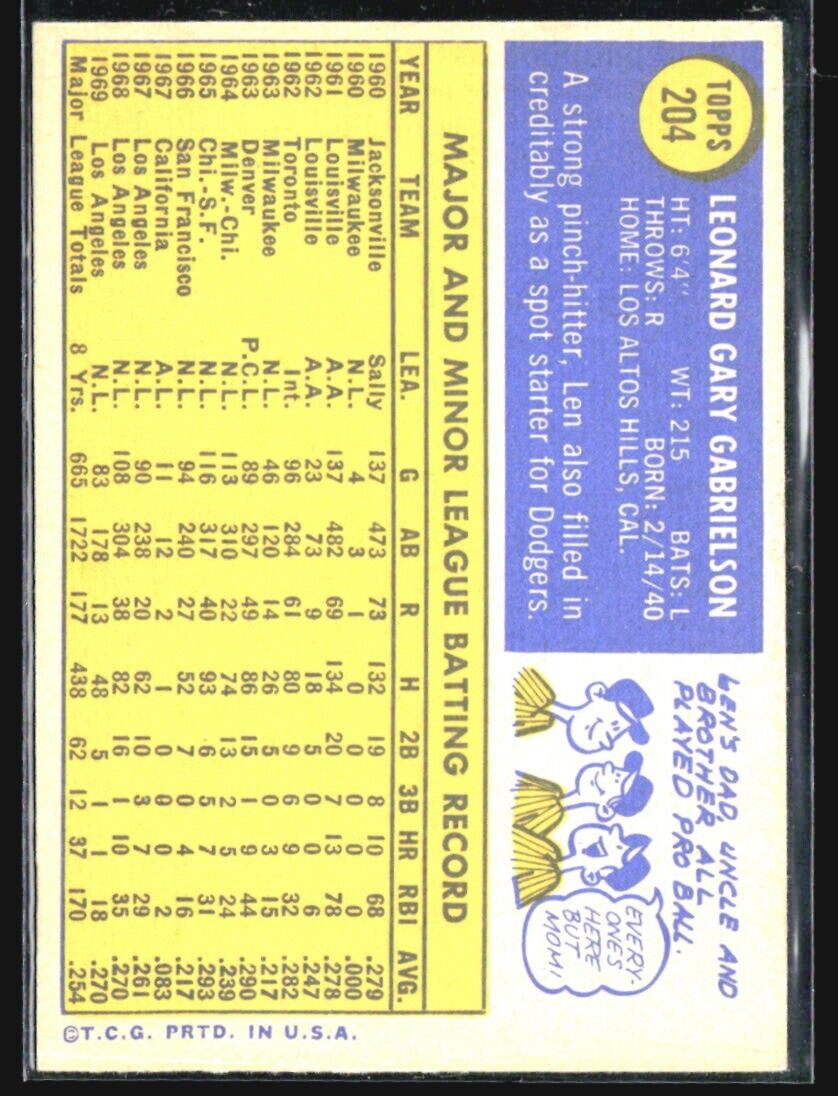 TOPPS
204
LEONARD GARY GABRIELSON
HT: 6'4" WT: 215 BATS: L
THROWS: R BORN: 2/14/40
HOME: LOS ALTOS HILLS, CAL.
A strong pinch-hitter, Len also filled in
creditably as a spot starter for Dodgers.
LEN'S DAD, UNCLE AND
BROTHER ALL
PLAYED PRO BALL.
EVERY-
ONES
HERE
BUT
MOM!
MAJOR AND MINOR LEAGUE BATTING RECORD
YEAR TEAM LEA. G AB R H 2B 3B HR RBI AVG.
1960 Jacksonville Sally 137 473 73 132 19 8 10 68 .279
1960 Milwaukee N.L. 4 3 1 0 0 0 0 0 .000
1961 Louisville A.A. 137 482 69 134 20 7 13 78 .278
1962 Louisville A.A. 23 73 9 18 5 0 0 6 .247
1962 Toronto Int. 96 284 61 80 9 6 9 32 .282
1963 Milwaukee N.L. 46 120 14 26 5 0 3 15 .217
1963 Denver P.C.L. 89 297 49 86 15 1 9 44 .290
1964 Milw.-Chi. N.L. 113 310 22 74 13 2 5 24 .239
1965 Chi.-S.F. N.L. 116 317 40 93 6 5 7 31 .293
1966 San Francisco N.L. 94 240 27 52 7 0 4 16 .217
1967 California A.L. 11 12 2 1 0 0 0 2 .083
1967 Los Angeles N.L. 90 238 20 62 10 3 7 29 .261
1968 Los Angeles N.L. 108 304 38 82 16 1 10 35 .270
1969 Los Angeles N.L. 83 178 13 48 5 1 1 18 .270
Major League Totals 8 Yrs. 665 1722 177 438 62 12 37 170 .254
©T.C.G. PRTD. IN U.S.A.